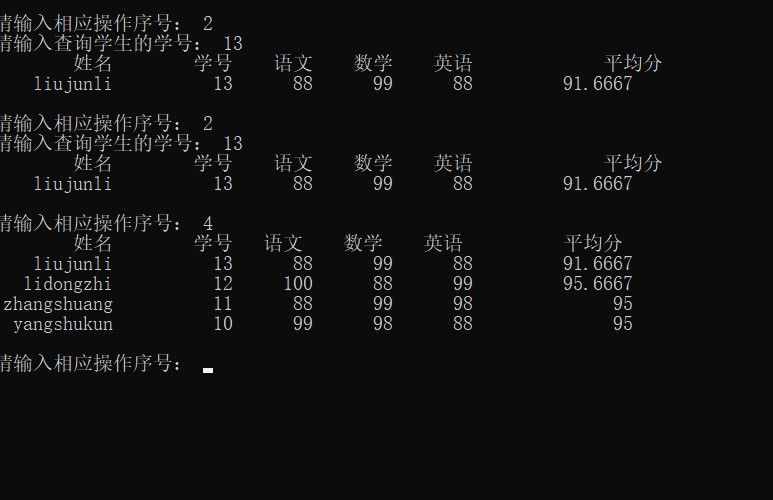 请输入相应操作序号： 2
请输入查询学生的学号： 13
姓名 学号 语文 数学 英语 平均分
liujunli 13 88 99 88 91.6667
请输入相应操作序号： 2
请输入查询学生的学号： 13
姓名 学号 语文 数学 英语 平均分
liujunli 13 88 99 88 91.6667
请输入相应操作序号： 4
姓名 学号 语文 数学 英语 平均分
liujunli 13 88 99 88 91.6667
lidongzhi 12 100 88 99 95.6667
zhangshuang 11 88 99 98 95
yangshukun 10 99 98 88 95
请输入相应操作序号：